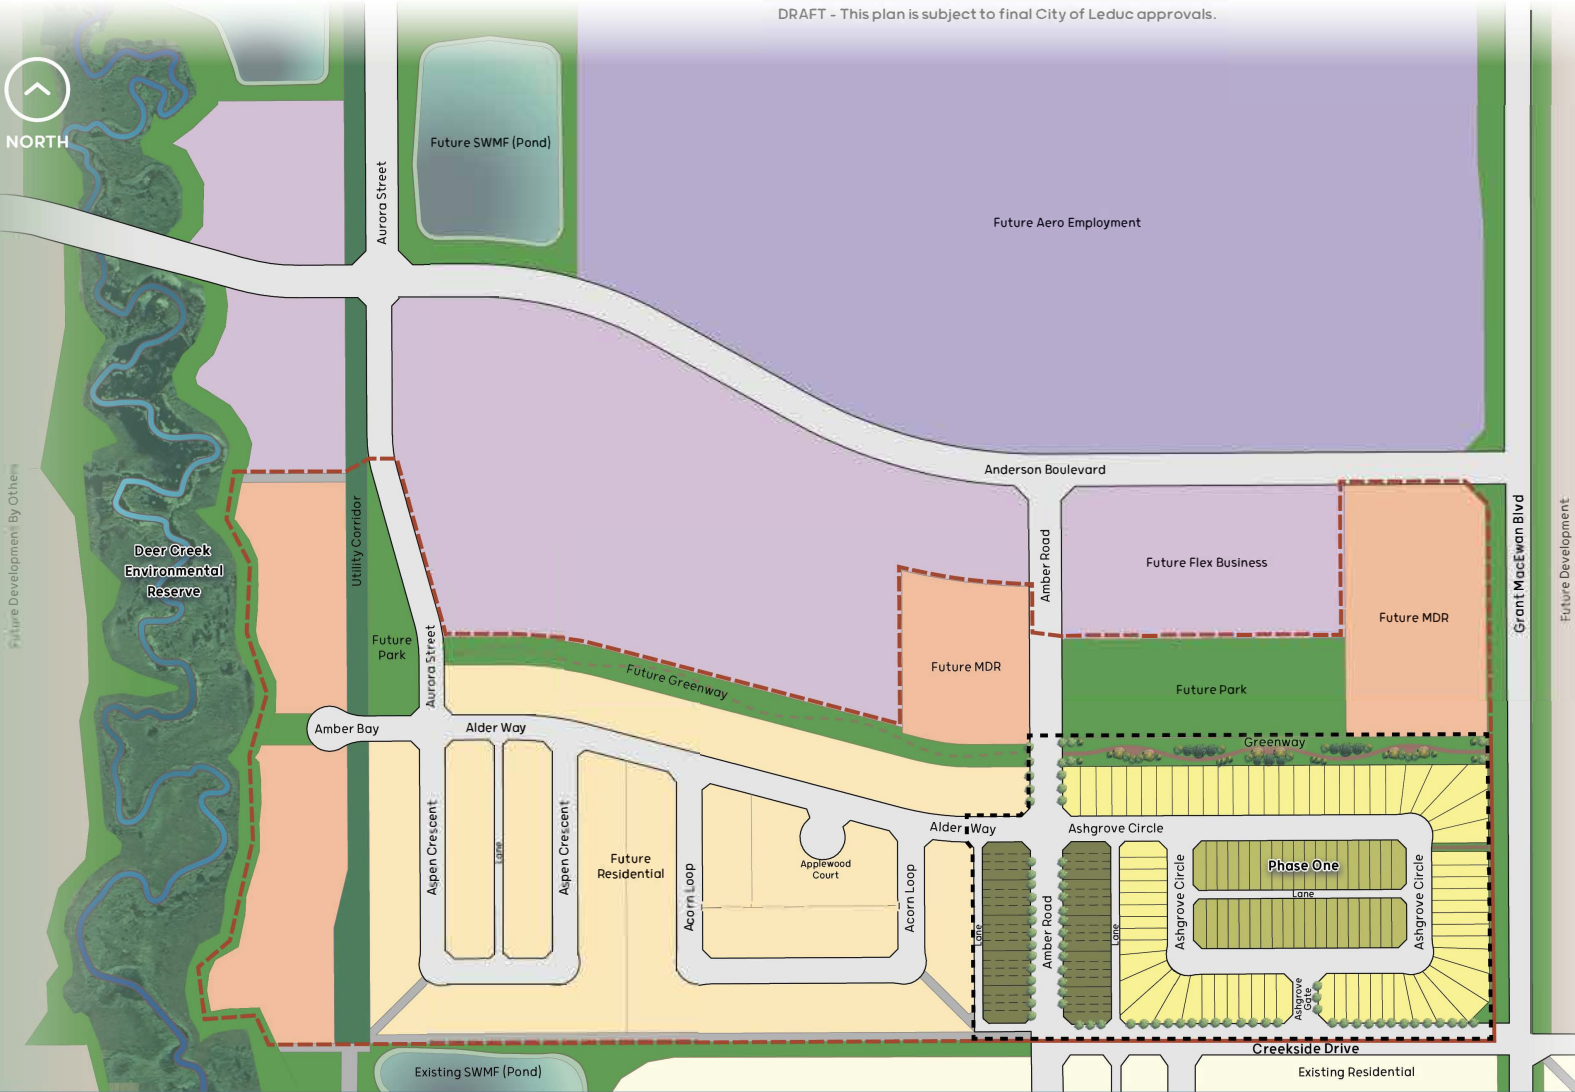 DRAFT - This plan is subject to final City of Leduc approvals.
NORTH
Future SWMF (Pond)
Aurora Street
Future Aero Employment
Anderson Boulevard
Future Development By Others
Deer Creek
Environmental
Reserve
Utility Corridor
Amber Road
Future Flex Business
Grant MacEwan Blvd
Future Development
Future
Park
Aurora Street
Future Greenway
Future MDR
Future MDR
Future Park
Amber Bay
Alder Way
Greenway
Alder Way
Ashgrove Circle
Aspen Crescent
Lane
Aspen Crescent
Future
Residential
Acorn Loop
Applewood
Court
Acorn Loop
Lane
Amber Road
Lane
Ashgrove Circle
Phase One
Lane
Ashgrove Circle
Ashgrove
Gate
Creekside Drive
Existing SWMF (Pond)
Existing Residential